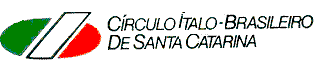 CÍRCULO ÍTALO-BRASILEIRO
DE SANTA CATARINA